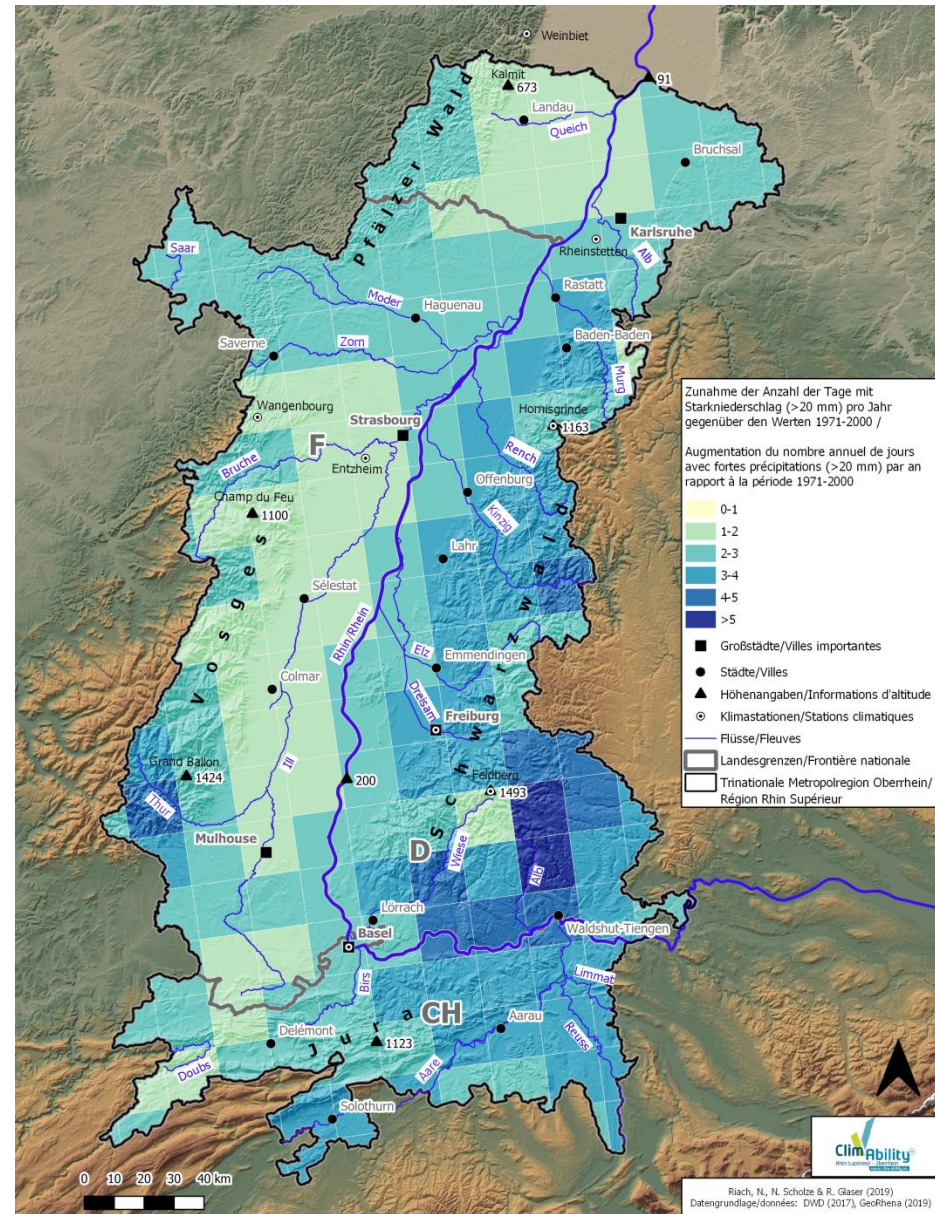 Weinbiet
Kalmit
673
91
Landau
Queich
Bruchsal
Pfälzer Wald
Karlsruhe
Rheinstetten
Alb
Saar
Moder
Haguenau
Rastatt
Zorn
Saverne
Baden-Baden
Murg
Wangenbourg
Hornisgrinde
1163
Strasbourg
F
Bruche
Entzheim
Rench
Offenburg
Kinzig
Champ du Feu
1100
Lahr
Vosges
Sélestat
Rhin/Rhein
Schwarzwald
Elz
Emmendingen
Colmar
Dreisam
Freiburg
Ill
Grand Ballon
1424
200
Feldberg
1493
Thur
Mulhouse
D
Wiese
Alb
Lörrach
Waldshut-Tiengen
Basel
Birs
Limmat
CH
Delémont
Jura
1123
Aarau
Reuss
Doubs
Aare
Solothurn
Zunahme der Anzahl der Tage mit
Starkniederschlag (>20 mm) pro Jahr
gegenüber den Werten 1971-2000 /
Augmentation du nombre annuel de jours
avec fortes précipitations (>20 mm) par an
rapport à la période 1971-2000
0-1
1-2
2-3
3-4
4-5
>5
Großstädte/Villes importantes
Städte/Villes
Höhenangaben/Informations d'altitude
Klimastationen/Stations climatiques
Flüsse/Fleuves
Landesgrenzen/Frontière nationale
Trinationale Metropolregion Oberrhein/
Région Rhin Supérieur
0 10 20 30 40 km
ClimAbility
Rhin Supérieur - Oberrhein
Riach, N., N. Scholze & R. Glaser (2019)
Datengrundlage/données: DWD (2017), GeoRhena (2019)